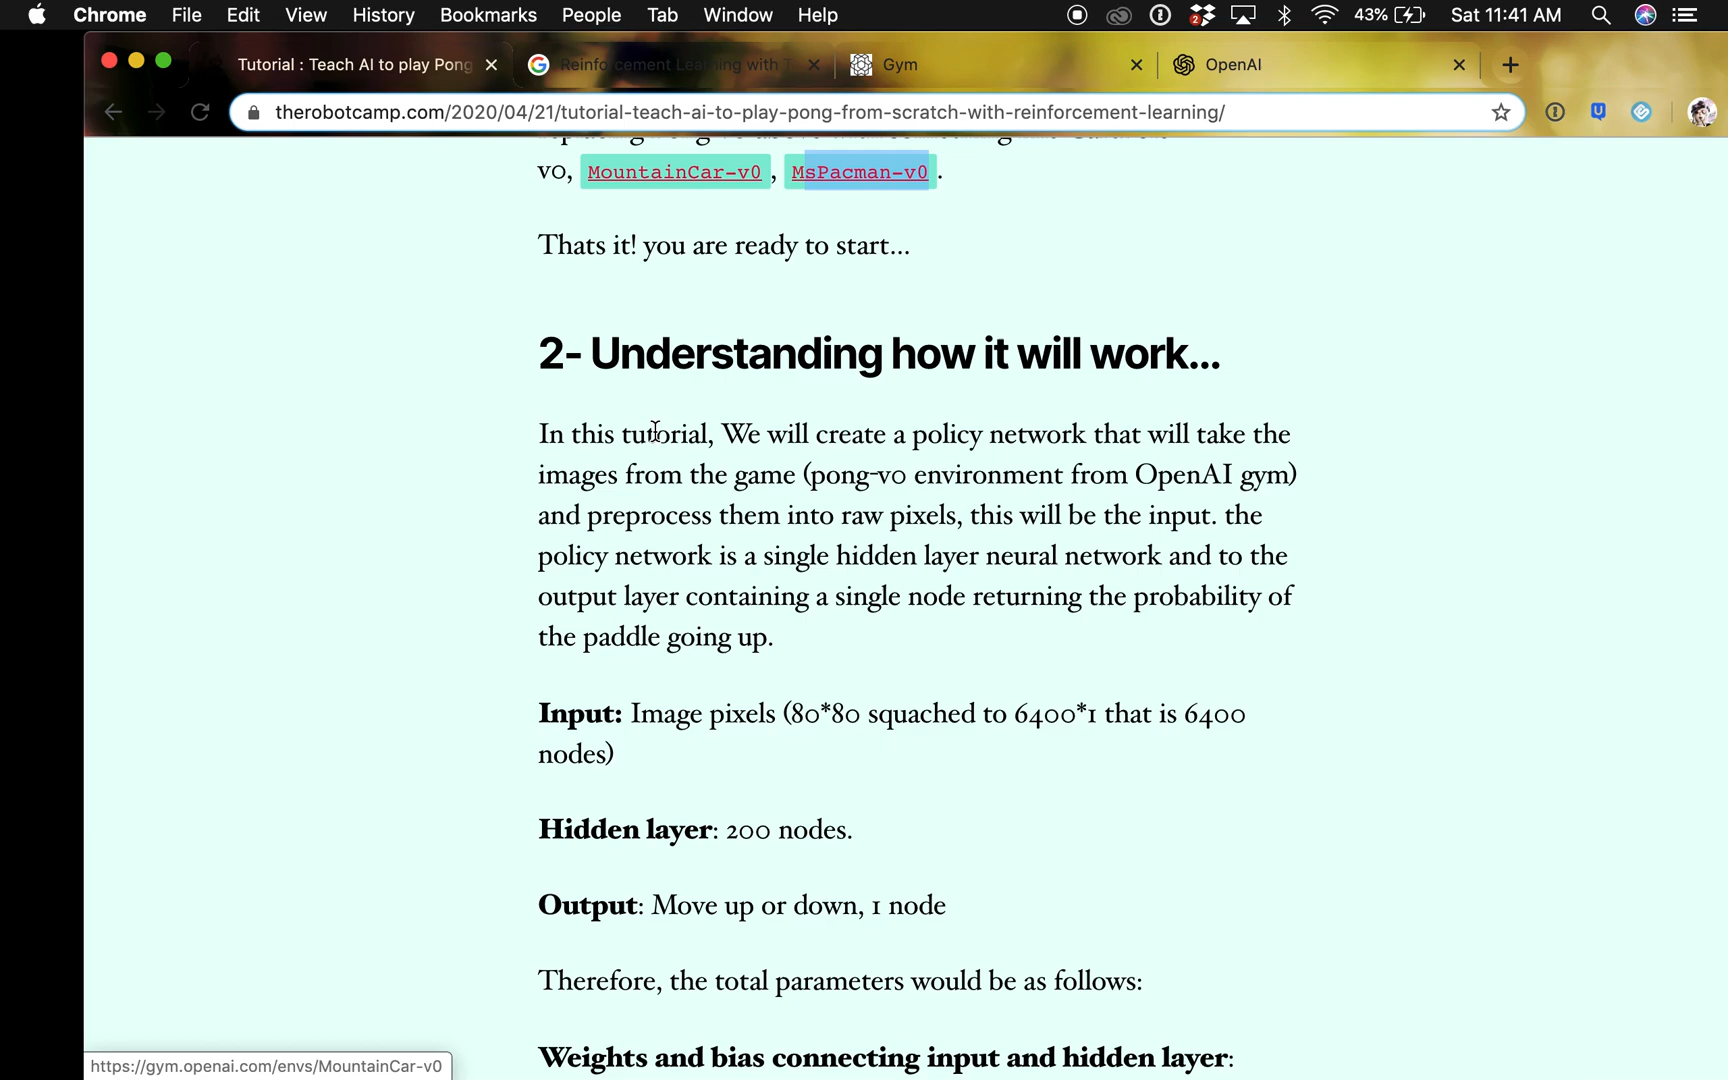 Chrome File Edit View History Bookmarks People Tab Window Help 2 43% Sat 11:41 AM
Tutorial : Teach AI to play Pong Reinforcement Learning with T Gym OpenAI
therobotcamp.com/2020/04/21/tutorial-teach-ai-to-play-pong-from-scratch-with-reinforcement-learning/
v0, MountainCar-v0 , MsPacman-v0 .
Thats it! you are ready to start...
2- Understanding how it will work...
In this tutorial, We will create a policy network that will take the
images from the game (pong-v0 environment from OpenAI gym)
and preprocess them into raw pixels, this will be the input. the
policy network is a single hidden layer neural network and to the
output layer containing a single node returning the probability of
the paddle going up.
Input: Image pixels (80*80 squached to 6400*1 that is 6400
nodes)
Hidden layer: 200 nodes.
Output: Move up or down, 1 node
Therefore, the total parameters would be as follows:
Weights and bias connecting input and hidden layer:
https://gym.openai.com/envs/MountainCar-v0